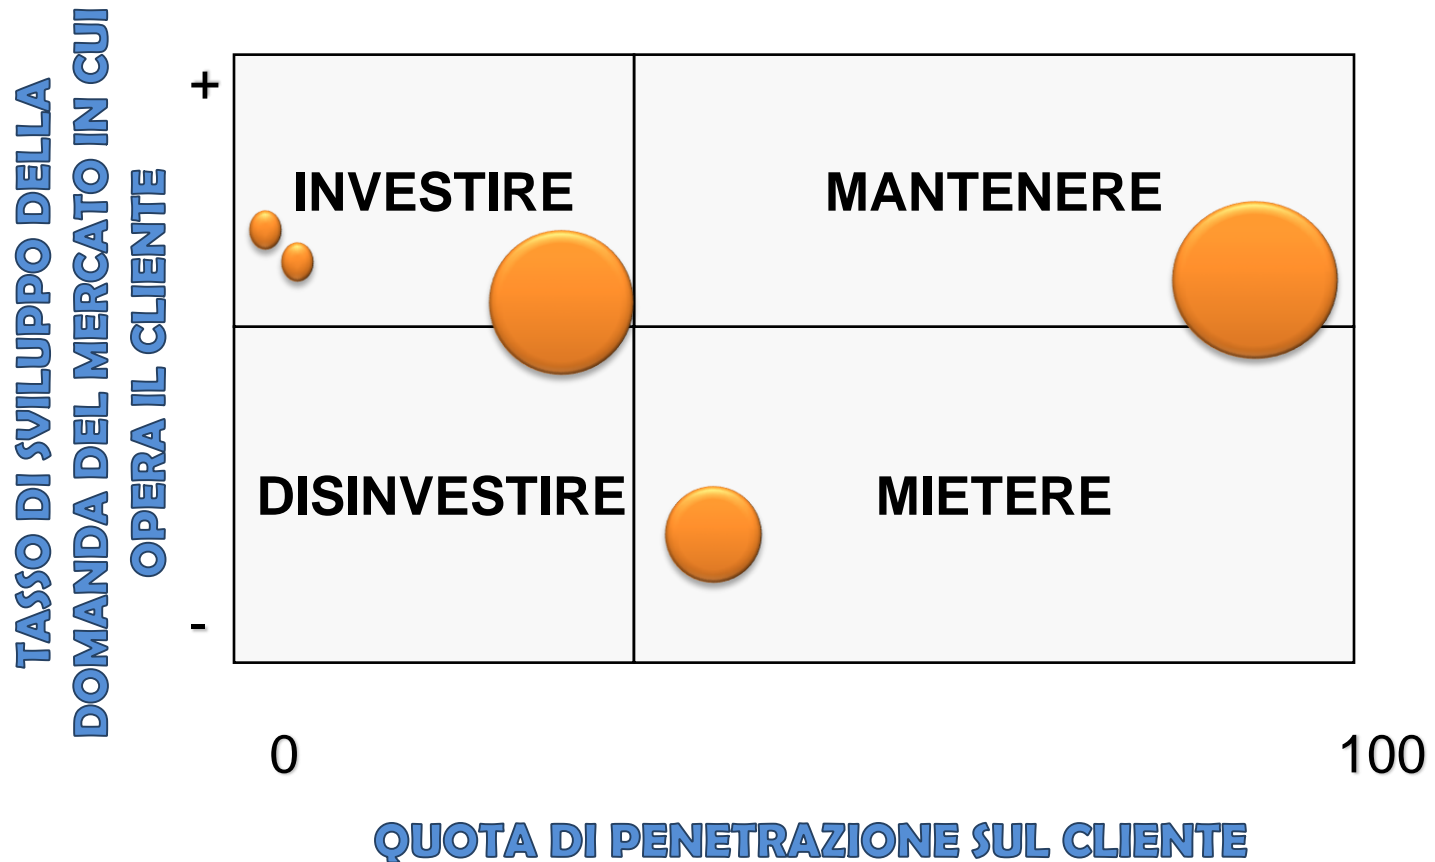 TASSO DI SVILUPPO DELLA
DOMANDA DEL MERCATO IN CUI
OPERA IL CLIENTE
+
INVESTIRE
MANTENERE
DISINVESTIRE
MIETERE
-
0
100
QUOTA DI PENETRAZIONE SUL CLIENTE